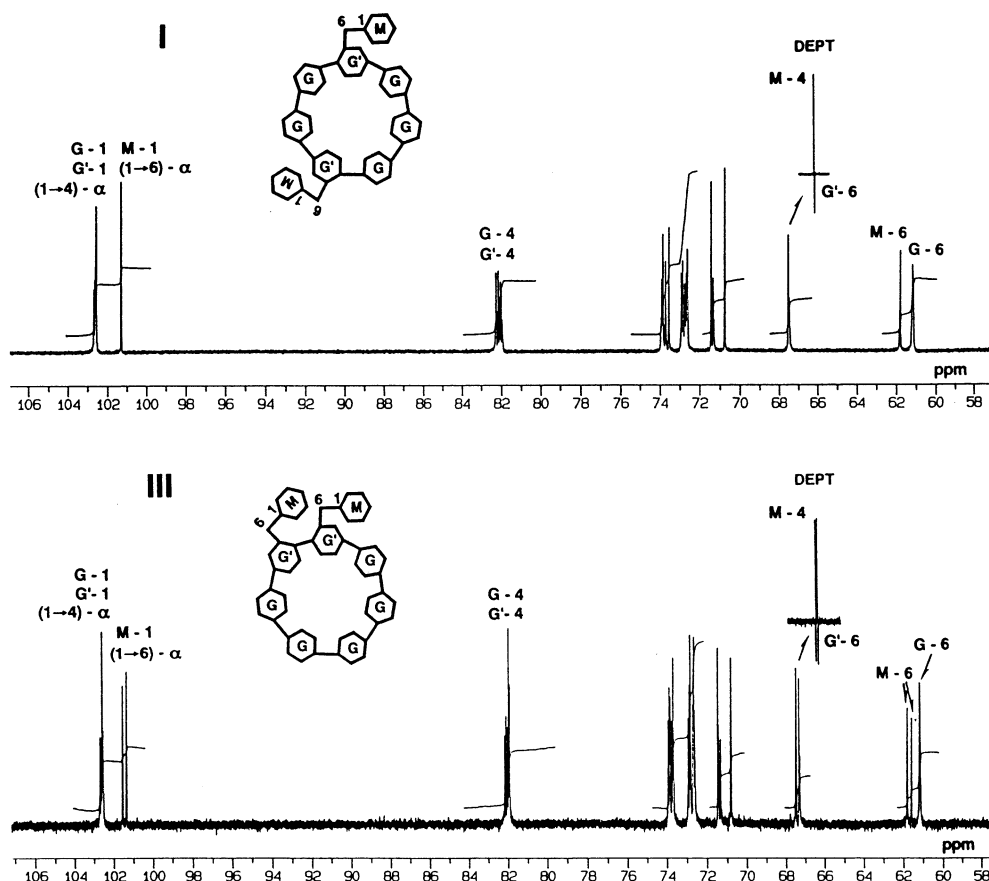 I
6 1 M
G'
G G
G G
G' G
M
1 6
DEPT
M - 4
G'- 6
G - 1 M - 1
G'- 1 (1→6) - α
(1→4) - α
G - 4
G'- 4
M - 6
G - 6
ppm
106 104 102 100 98 96 94 92 90 88 86 84 82 80 78 76 74 72 70 68 66 64 62 60 58
III
6 1 M
6 1 M
G' G'
G G
G G
G
DEPT
M - 4
G'- 6
G - 1
G'- 1
(1→4) - α
M - 1
(1→6) - α
G - 4
G'- 4
G - 6
M - 6
ppm
106 104 102 100 98 96 94 92 90 88 86 84 82 80 78 76 74 72 70 68 66 64 62 60 58